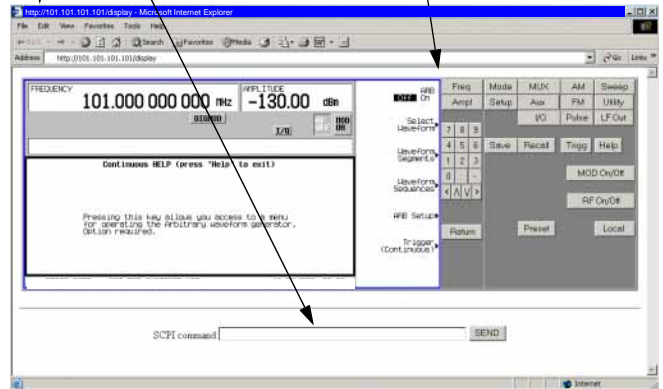 http://101.101.101.101/display - Microsoft Internet Explorer
File Edit View Favorites Tools Help
Search Favorites Media
Address http://101.101.101.101/display Go Links »
FREQUENCY
101.000 000 000 MHz
AMPLITUDE
-130.00 dBm
DIGMOD
I/Q
MOD
ON
Continuous HELP (press 'Help' to exit)
Pressing this key allows you access to a menu
for operating the Arbitrary waveform generator.
Option required.
ARB
OFF On
Select
Waveform
Waveform
Segments
Waveform
Sequences
ARB Setup
Trigger
(Continuous)
Freq Mode MUX AM Sweep
Ampl Setup Aux FM Utility
I/O Pulse LF Out
7 8 9
4 5 6 Save Recall Trigg Help
1 2 3
0 . - MOD On/Off
RF On/Off
Return Preset Local
SCPI command SEND
Internet